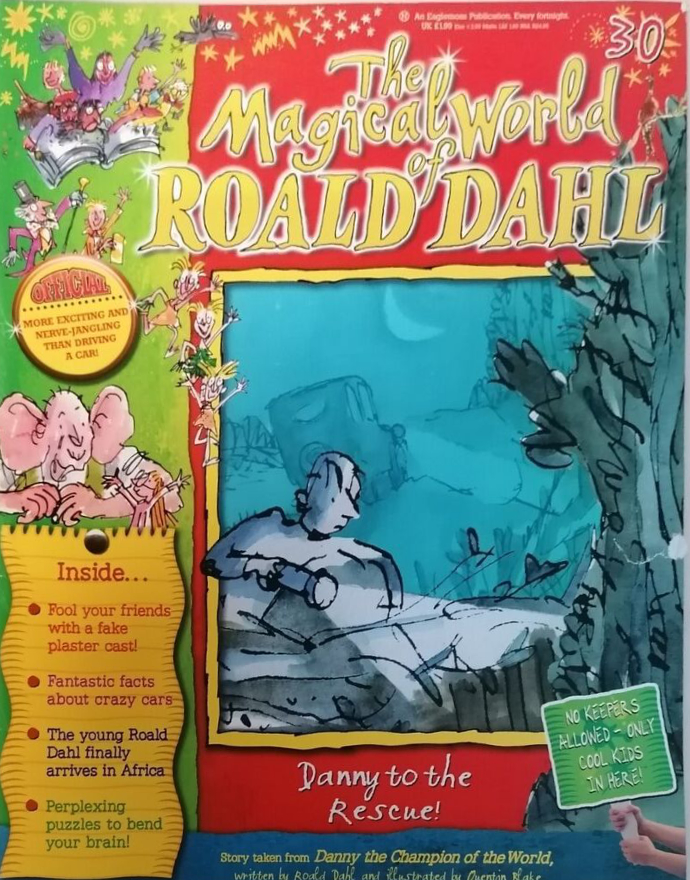 An Eaglemoss Publication. Every fortnight.
UK £1.99
30
The
Magical World
of
ROALD DAHL
OFFICIAL
MORE EXCITING AND
NERVE-JANGLING
THAN DRIVING
A CAR!
Inside...
Fool your friends
with a fake
plaster cast!
Fantastic facts
about crazy cars
The young Roald
Dahl finally
arrives in Africa
Perplexing
puzzles to bend
your brain!
NO KEEPERS
ALLOWED - ONLY
COOL KIDS
IN HERE!
Danny to the
Rescue!
Story taken from Danny the Champion of the World,
written by Roald Dahl and illustrated by Quentin Blake